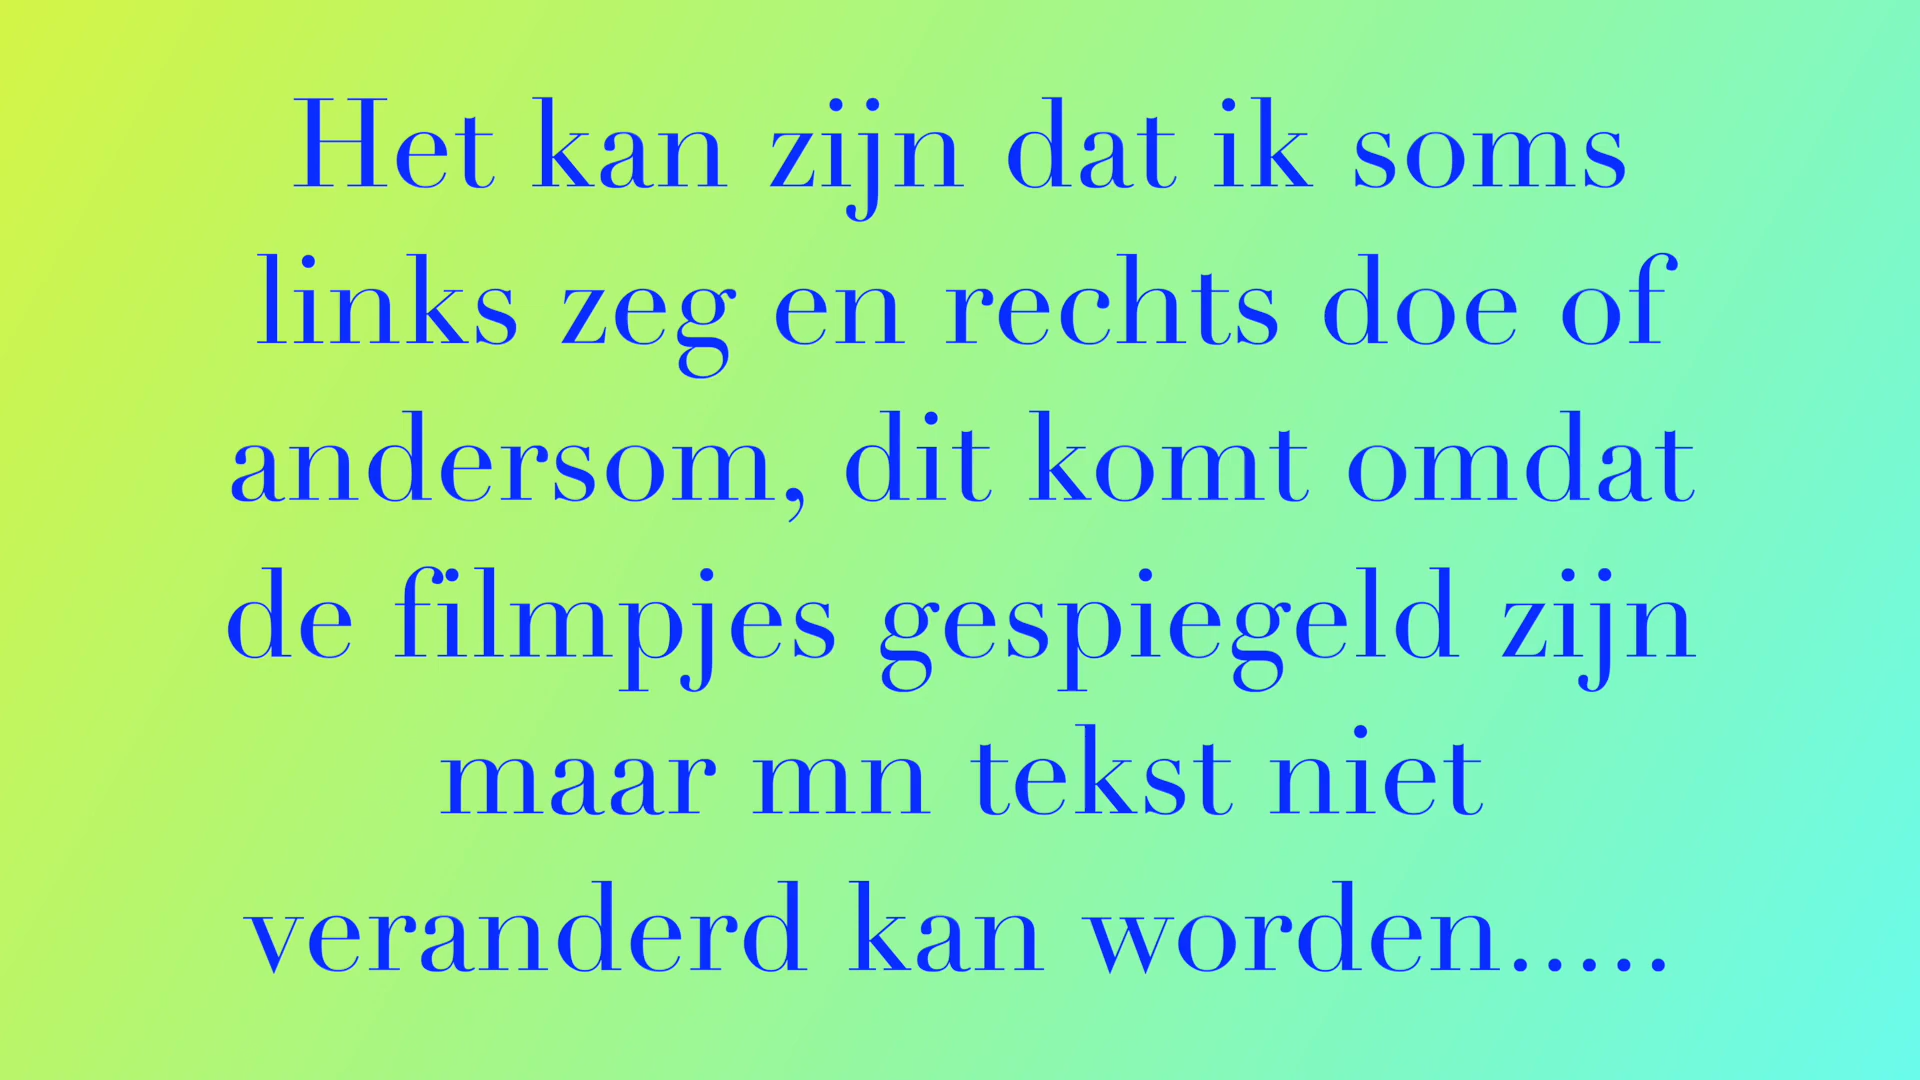 Het kan zijn dat ik soms
links zeg en rechts doe of
andersom, dit komt omdat
de filmpjes gespiegeld zijn
maar mn tekst niet
veranderd kan worden.....